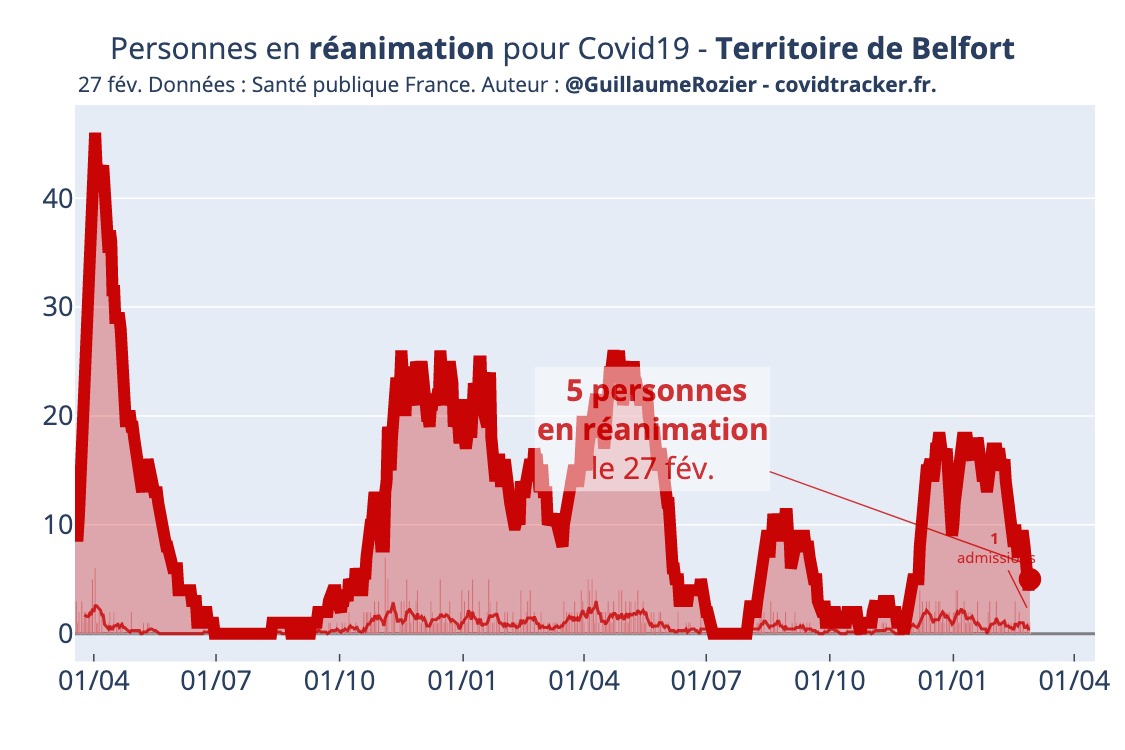 Personnes en réanimation pour Covid19 - Territoire de Belfort
27 fév. Données : Santé publique France. Auteur : @GuillaumeRozier - covidtracker.fr.
40
30
20
10
0
5 personnes
en réanimation
le 27 fév.
1
admissions
01/04 01/07 01/10 01/01 01/04 01/07 01/10 01/01 01/04